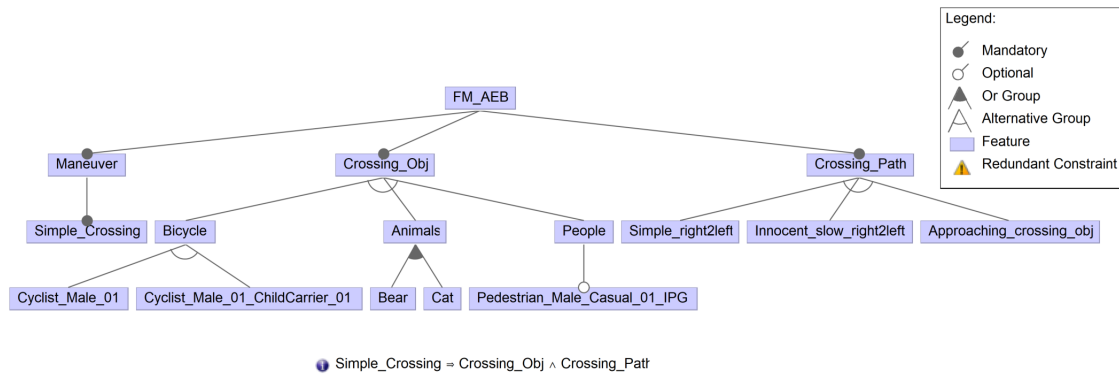 Legend:
Mandatory
Optional
Or Group
Alternative Group
Feature
Redundant Constraint
FM_AEB
Maneuver Crossing_Obj Crossing_Path
Simple_Crossing Bicycle Animals People Simple_right2left Innocent_slow_right2left Approaching_crossing_obj
Cyclist_Male_01 Cyclist_Male_01_ChildCarrier_01 Bear Cat Pedestrian_Male_Casual_01_IPG
Simple_Crossing ⇒ Crossing_Obj ∧ Crossing_Path